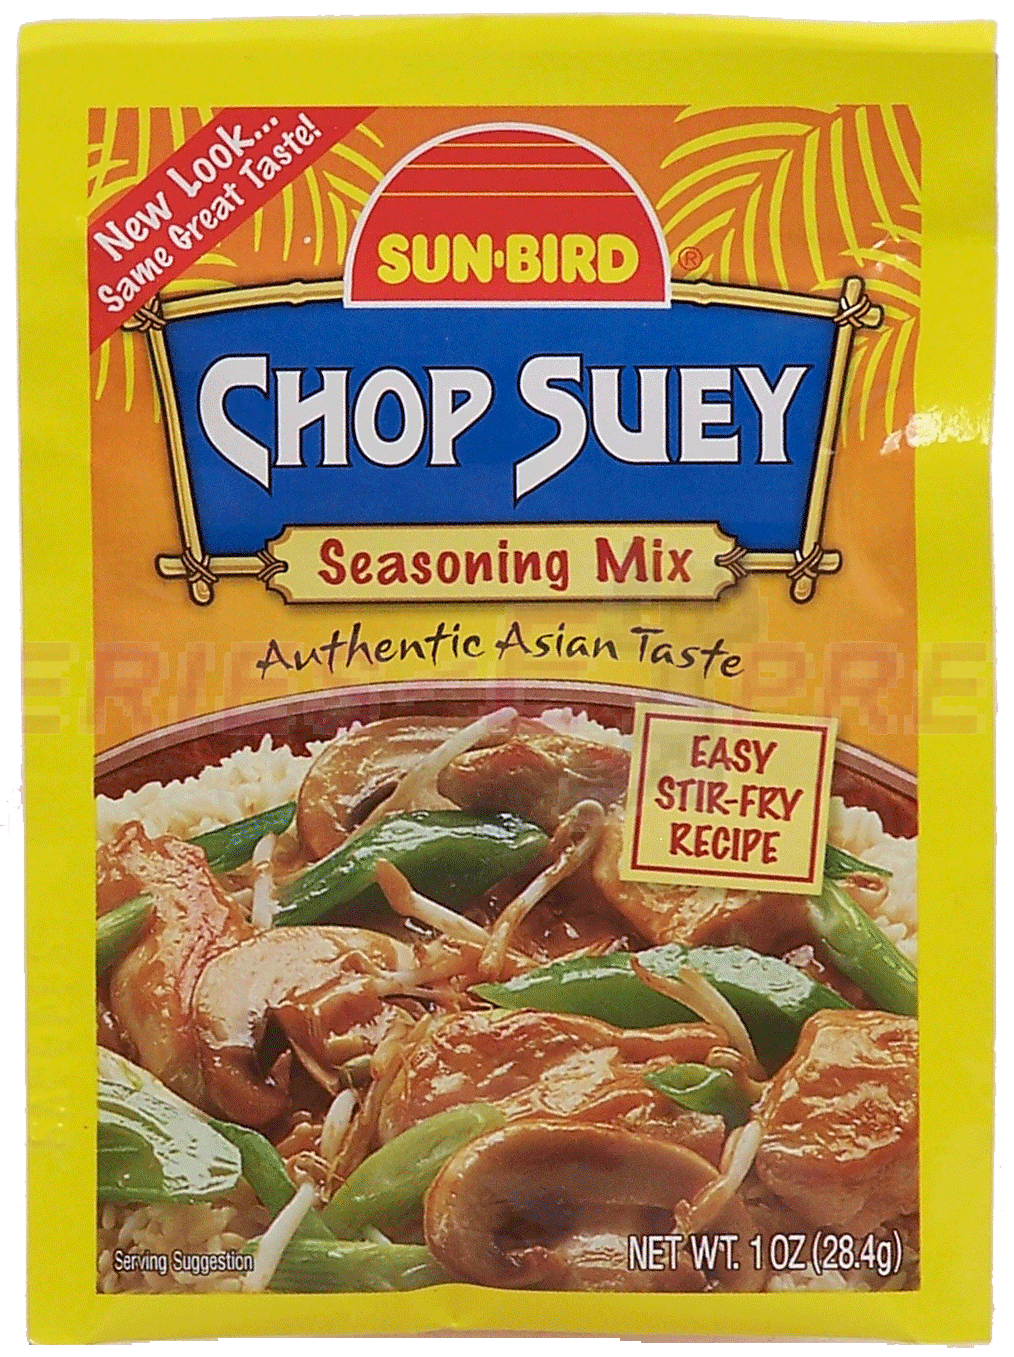 New Look...
Same Great Taste!
SUN·BIRD®
CHOP SUEY
Seasoning Mix
Authentic Asian Taste
EASY
STIR-FRY
RECIPE
Serving Suggestion
NET WT. 1 OZ (28.4g)